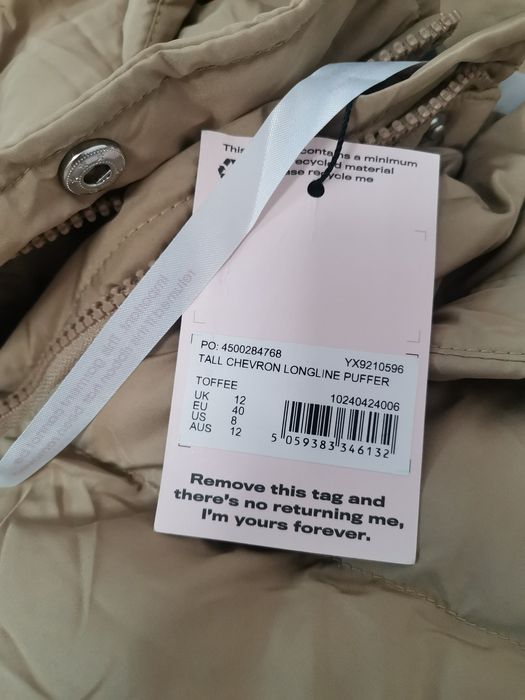 contains a minimum
recycled material
recycle me
PO: 4500284768 YX9210596
TALL CHEVRON LONGLINE PUFFER
TOFFEE
UK 12 10240424006
EU 40
US 8
AUS 12
5 059383 346132
Remove this tag and
there's no returning me,
I'm yours forever.
important